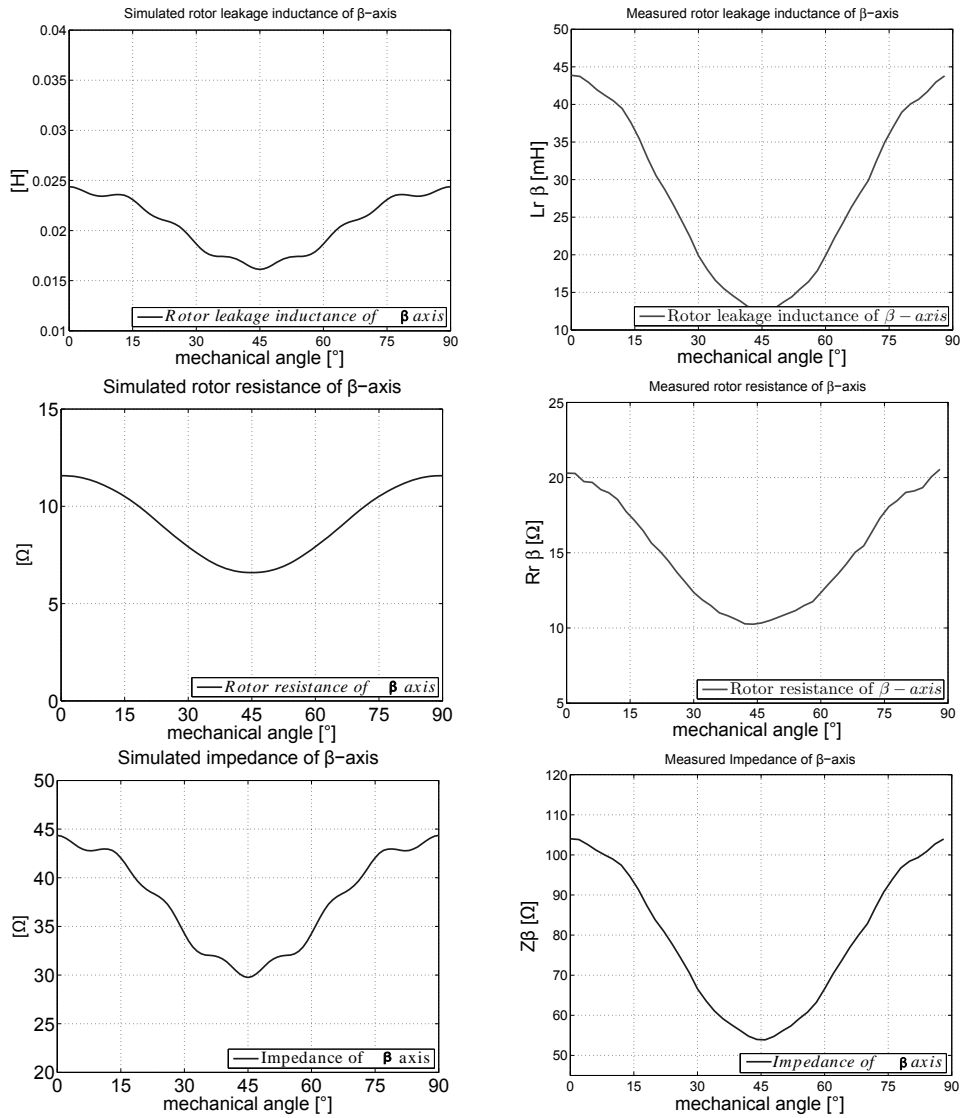 Simulated rotor leakage inductance of β−axis
0.04
0.035
0.03
0.025
0.02
0.015
0.01
[H]
Rotor leakage inductance of β axis
0 15 30 45 60 75 90
mechanical angle [°]
Measured rotor leakage inductance of β−axis
50
45
40
35
30
25
20
15
10
Lr β [mH]
Rotor leakage inductance of β − axis
0 15 30 45 60 75 90
mechanical angle [°]
Simulated rotor resistance of β−axis
15
10
5
0
[Ω]
Rotor resistance of β axis
0 15 30 45 60 75 90
mechanical angle [°]
Measured rotor resistance of β−axis
25
20
15
10
5
Rr β [Ω]
Rotor resistance of β − axis
0 15 30 45 60 75 90
mechanical angle [°]
Simulated impedance of β−axis
50
45
40
35
30
25
20
[Ω]
Impedance of β axis
0 15 30 45 60 75 90
mechanical angle [°]
Measured Impedance of β−axis
120
110
100
90
80
70
60
50
Zβ [Ω]
Impedance of β axis
0 15 30 45 60 75 90
mechanical angle [°]